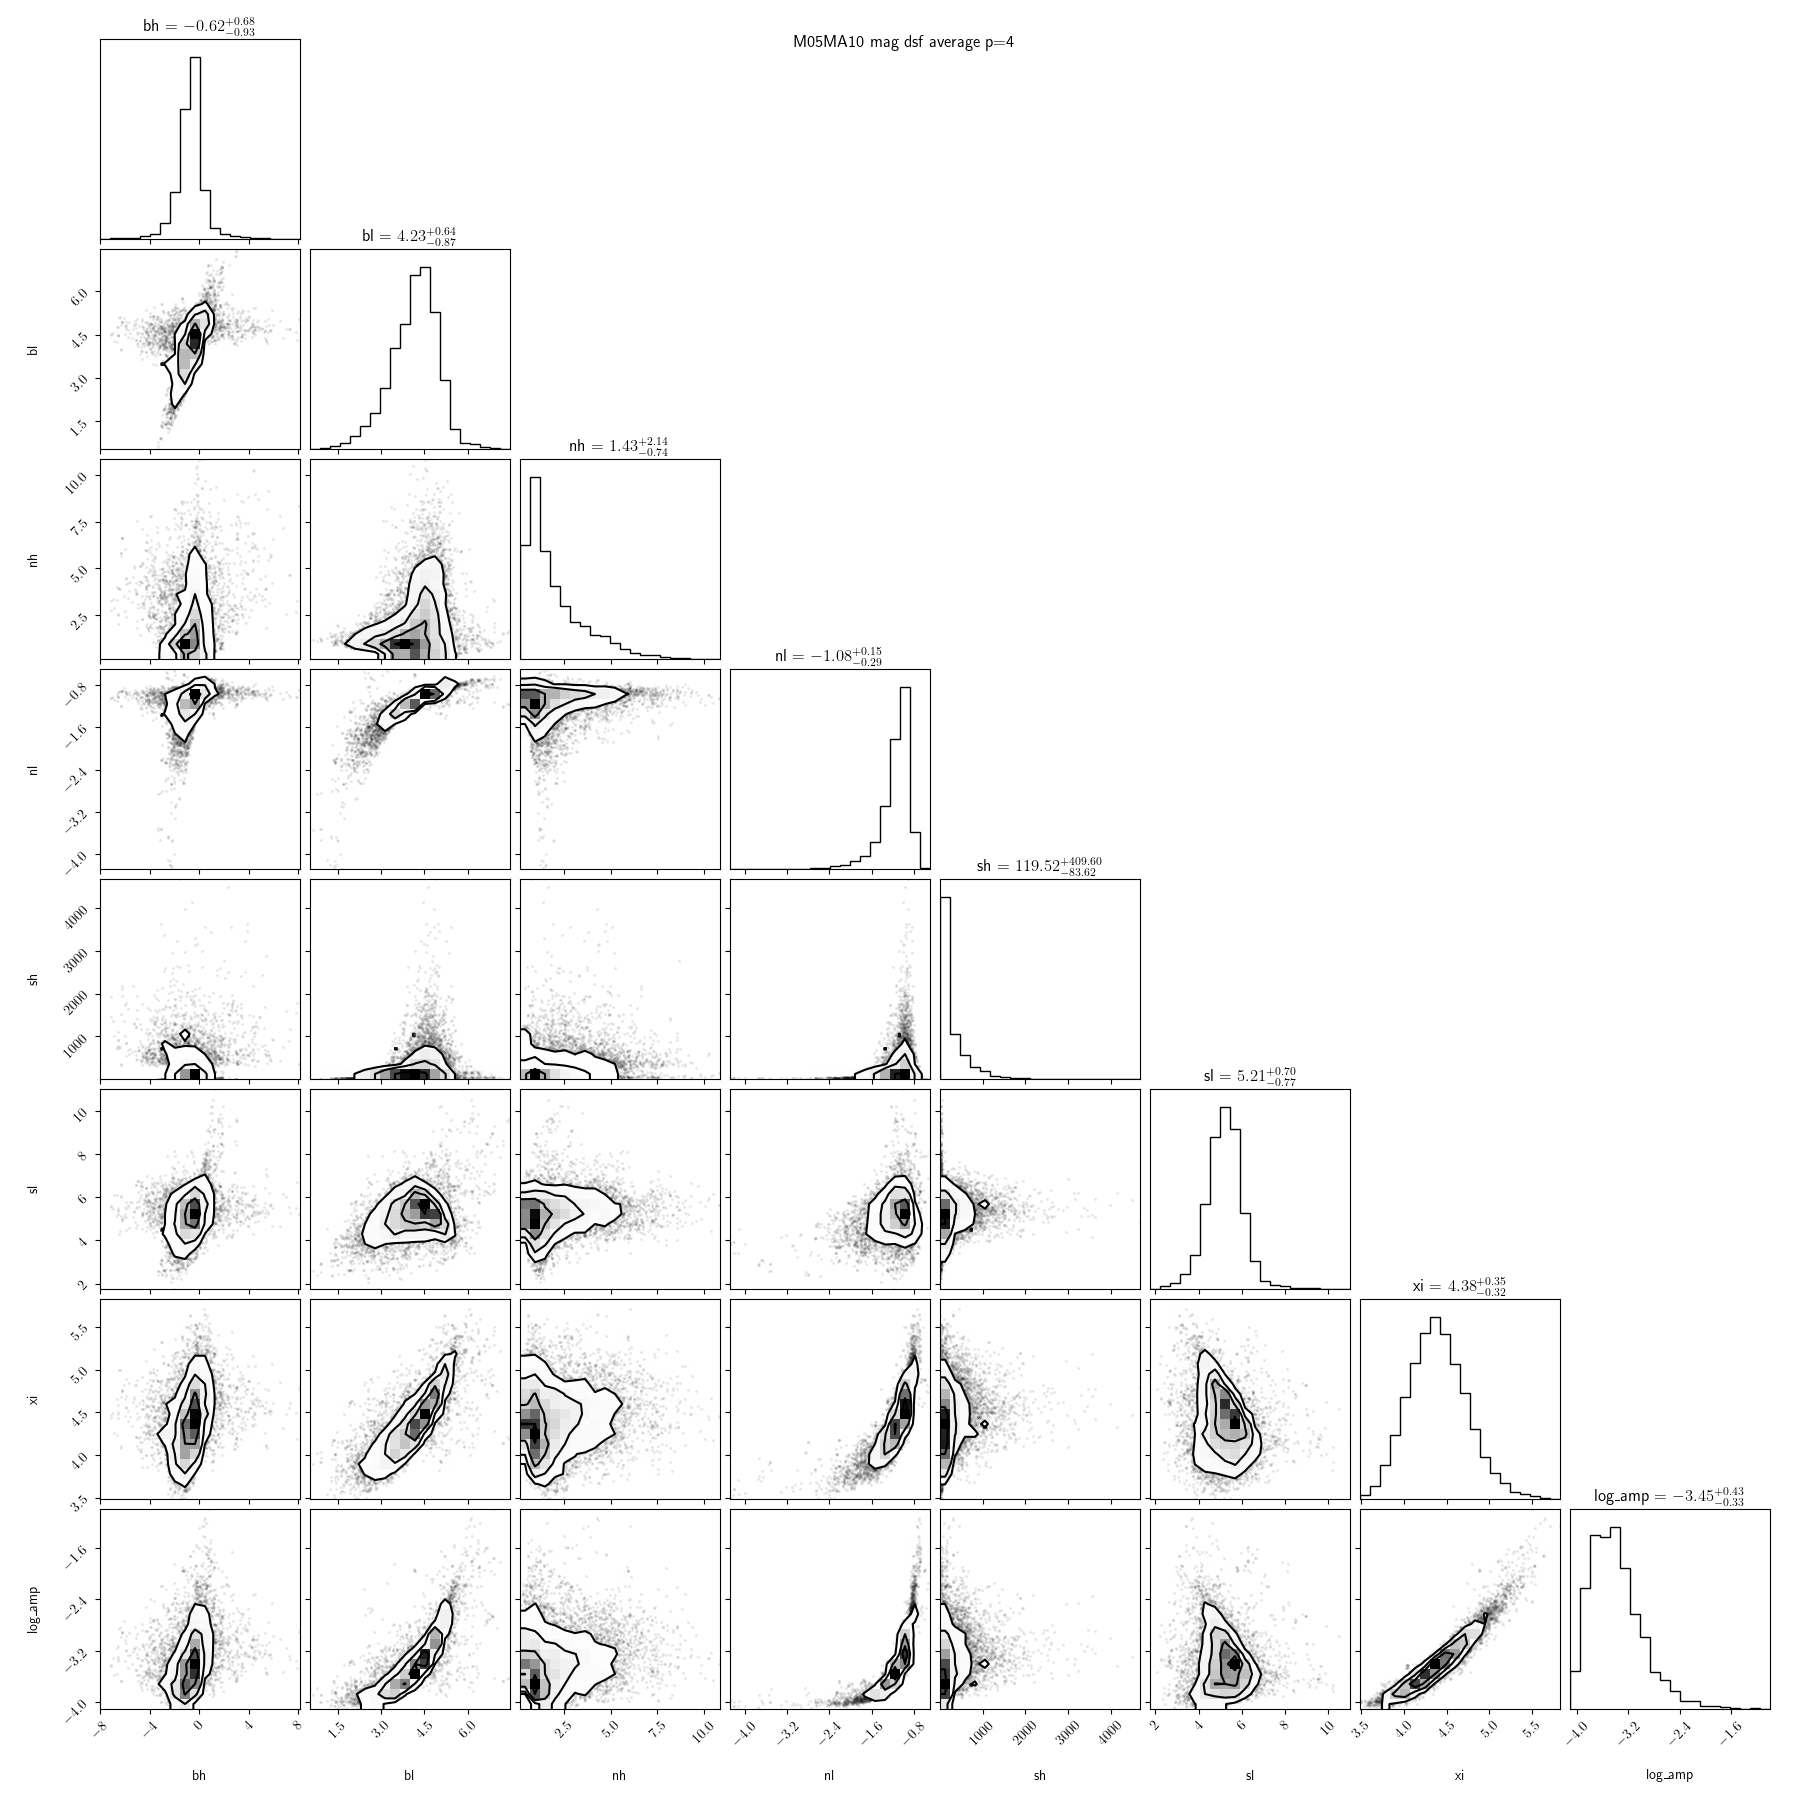 bh = −0.62+0.68−0.93
M05MA10 mag dsf average p=4
bl = 4.23+0.64−0.87
6.0
4.5
3.0
1.5
bl
nh = 1.43+2.14−0.74
10.0
7.5
5.0
2.5
nh
nl = −1.08+0.15−0.29
−0.8
−1.6
−2.4
−3.2
−4.0
nl
sh = 119.52+409.60−83.62
4000
3000
2000
1000
sh
sl = 5.21+0.70−0.77
10
8
6
4
2
sl
xi = 4.38+0.35−0.32
5.5
5.0
4.5
4.0
3.5
xi
log_amp = −3.45+0.43−0.33
−1.6
−2.4
−3.2
−4.0
log_amp
−8 −4 0 4 8 1.5 3.0 4.5 6.0 2.5 5.0 7.5 10.0 −4.0 −3.2 −2.4 −1.6 −0.8 1000 2000 3000 4000 2 4 6 8 10 3.5 4.0 4.5 5.0 5.5 −4.0 −3.2 −2.4 −1.6
bh bl nh nl sh sl xi log_amp